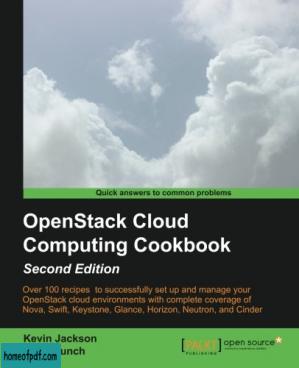 Quick answers to common problems
OpenStack Cloud
Computing Cookbook
Second Edition
Over 100 recipes to successfully set up and manage your
OpenStack cloud environments with complete coverage of
Nova, Swift, Keystone, Glance, Horizon, Neutron, and Cinder
Kevin Jackson
unch
homeofpdf.com
[PACKT] open source*
PUBLISHING